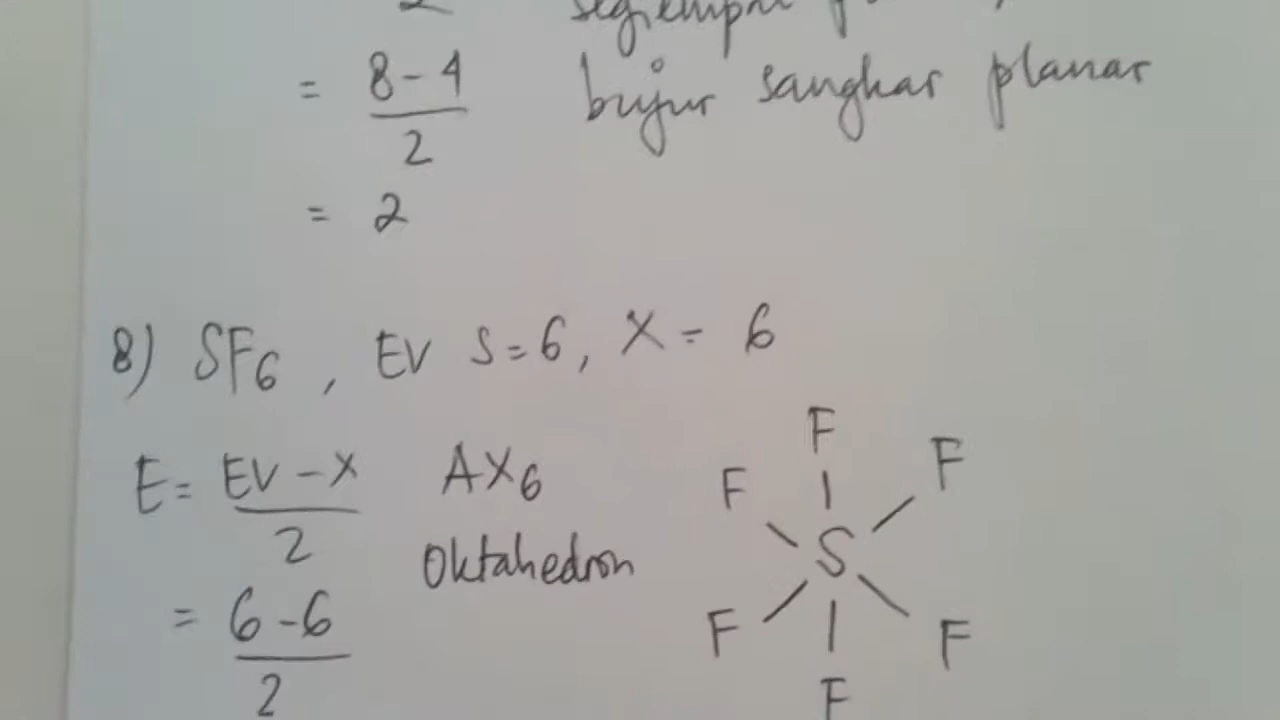 = 8 - 4 bujur sangkar planar
2
= 2
8) SF6 , EV S = 6, X = 6
F
F F
E = EV - X AX6
2 Oktahedron S
= 6 - 6 F F
2 F